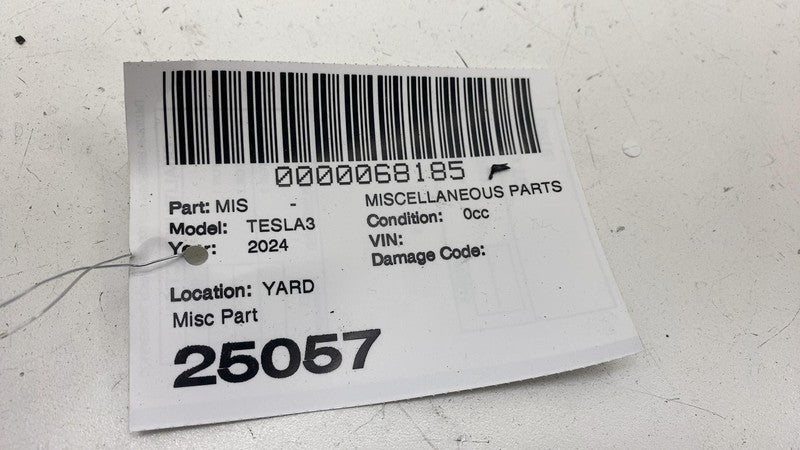 0000068185
Part: MIS - MISCELLANEOUS PARTS
Model: TESLA3 Condition: 0cc
Year: 2024 VIN:
Damage Code:
Location: YARD
Misc Part
25057